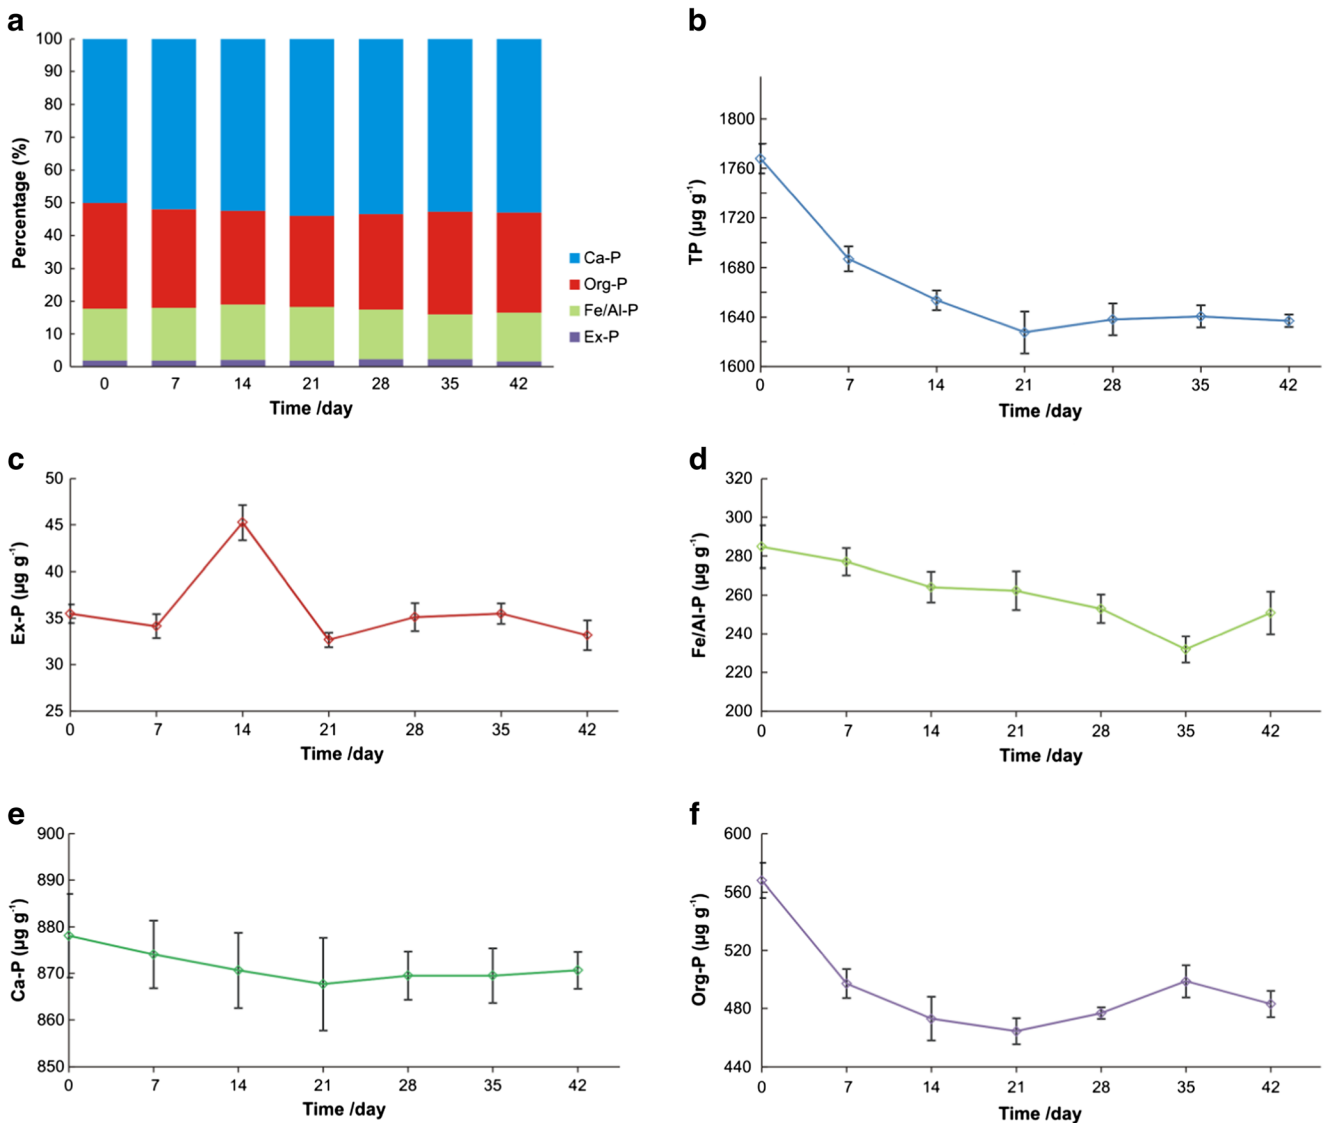 a
100
90
80
70
60
50
40
30
20
10
0
Percentage (%)
0 7 14 21 28 35 42
Time /day
Ca-P
Org-P
Fe/Al-P
Ex-P
b
1800
1760
1720
1680
1640
1600
TP (µg g⁻¹)
0 7 14 21 28 35 42
Time /day
c
50
45
40
35
30
25
Ex-P (µg g⁻¹)
0 7 14 21 28 35 42
Time /day
d
320
300
280
260
240
220
200
Fe/Al-P (µg g⁻¹)
0 7 14 21 28 35 42
Time /day
e
900
890
880
870
860
850
Ca-P (µg g⁻¹)
0 7 14 21 28 35 42
Time /day
f
600
560
520
480
440
Org-P (µg g⁻¹)
0 7 14 21 28 35 42
Time /day